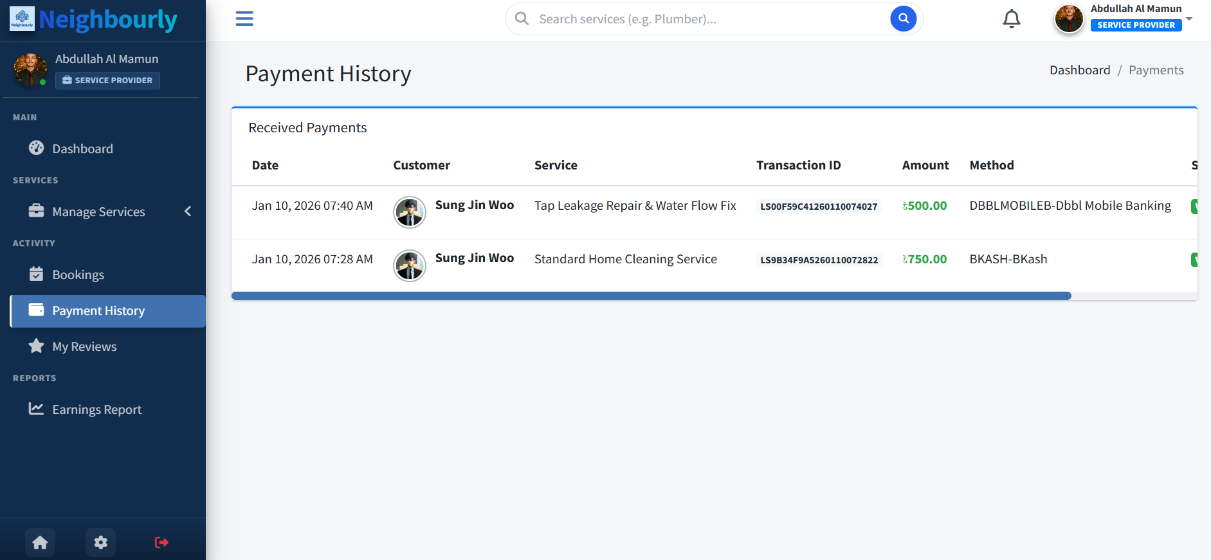 Neighbourly
Search services (e.g. Plumber)...
Abdullah Al Mamun
SERVICE PROVIDER
Abdullah Al Mamun
SERVICE PROVIDER
MAIN
Dashboard
SERVICES
Manage Services
ACTIVITY
Bookings
Payment History
My Reviews
REPORTS
Earnings Report
Payment History
Dashboard / Payments
Received Payments
Date Customer Service Transaction ID Amount Method S
Jan 10, 2026 07:40 AM Sung Jin Woo Tap Leakage Repair & Water Flow Fix LS00F59C41260110074027 ৳500.00 DBBLMOBILEB-Dbbl Mobile Banking
Jan 10, 2026 07:28 AM Sung Jin Woo Standard Home Cleaning Service LS9B34F9A5260110072822 ৳750.00 BKASH-BKash